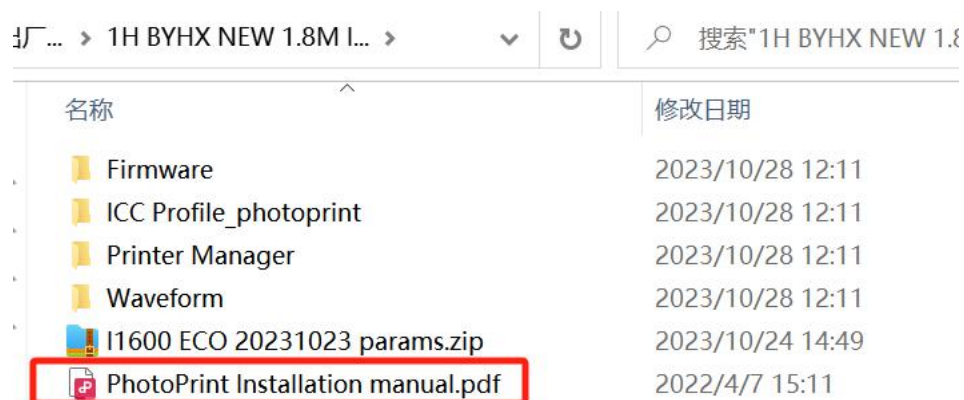 出厂... > 1H BYHX NEW 1.8M I... > 搜索"1H BYHX NEW 1.8
名称 修改日期
Firmware 2023/10/28 12:11
ICC Profile_photoprint 2023/10/28 12:11
Printer Manager 2023/10/28 12:11
Waveform 2023/10/28 12:11
I1600 ECO 20231023 params.zip 2023/10/24 14:49
PhotoPrint Installation manual.pdf 2022/4/7 15:11